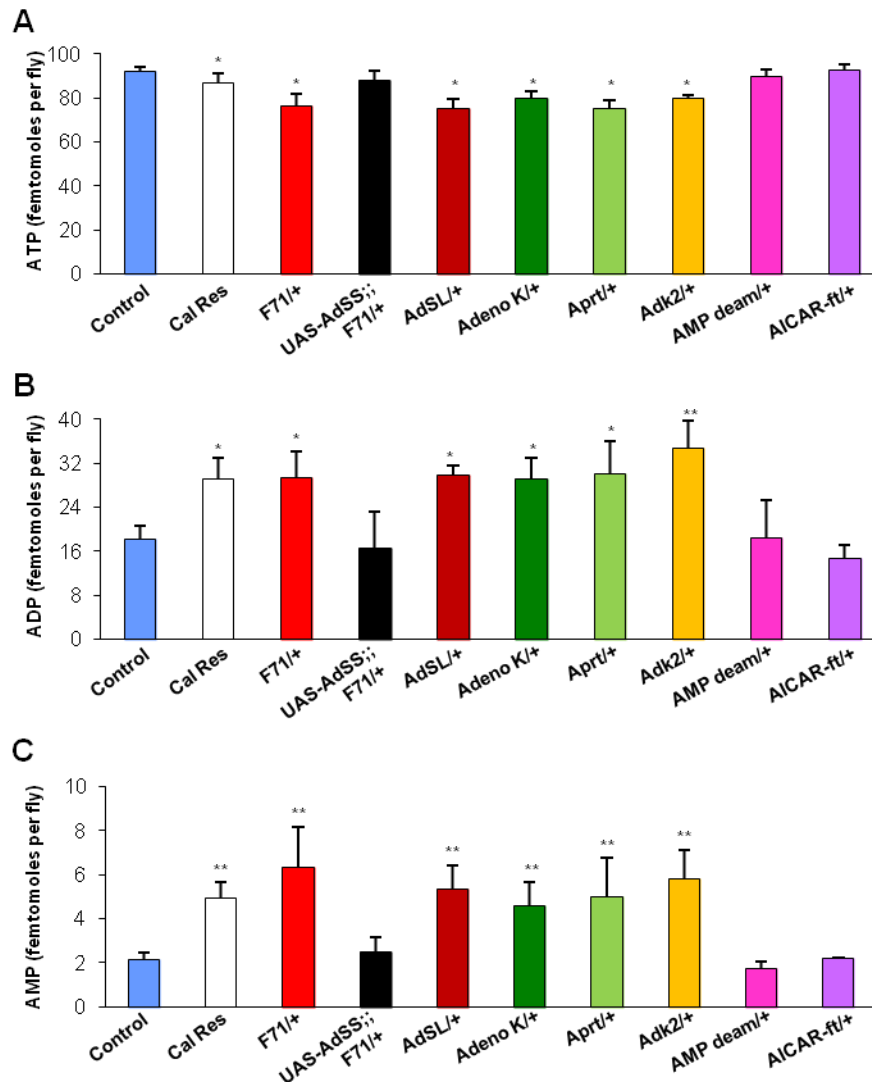 A
ATP (femtomoles per fly)
100
80
60
40
20
0
* * * * * *
Control
Cal Res
F71/+
UAS-AdSS;;
F71/+
AdSL/+
Adeno K/+
Aprt/+
Adk2/+
AMP deam/+
AICAR-ft/+
B
ADP (femtomoles per fly)
40
32
24
16
8
0
* * * * * **
Control
Cal Res
F71/+
UAS-AdSS;;
F71/+
AdSL/+
Adeno K/+
Aprt/+
Adk2/+
AMP deam/+
AICAR-ft/+
C
AMP (femtomoles per fly)
10
8
6
4
2
0
** ** ** ** ** **
Control
Cal Res
F71/+
UAS-AdSS;;
F71/+
AdSL/+
Adeno K/+
Aprt/+
Adk2/+
AMP deam/+
AICAR-ft/+